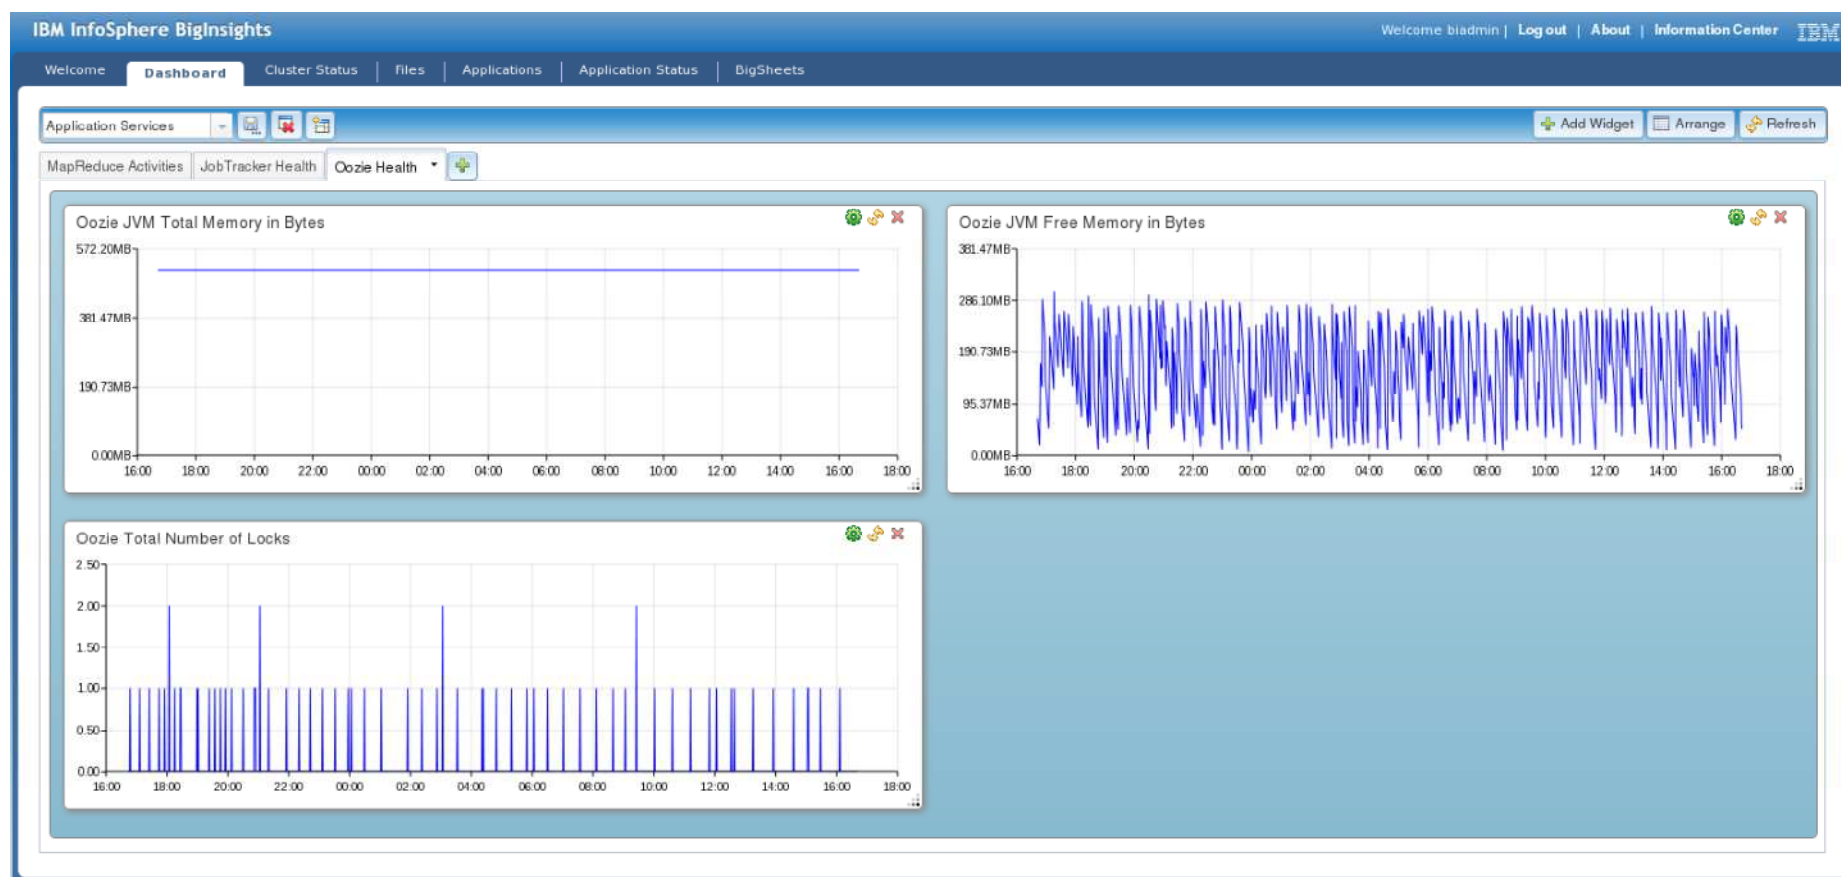 IBM InfoSphere BigInsights
Welcome biadmin | Log out | About | Information Center IBM
Welcome Dashboard Cluster Status Files Applications Application Status BigSheets
Application Services
Add Widget Arrange Refresh
MapReduce Activities JobTracker Health Oozie Health
Oozie JVM Total Memory in Bytes
572.20MB
381.47MB
190.73MB
0.00MB
16:00 18:00 20:00 22:00 00:00 02:00 04:00 06:00 08:00 10:00 12:00 14:00 16:00 18:00
Oozie JVM Free Memory in Bytes
381.47MB
286.10MB
190.73MB
95.37MB
0.00MB
16:00 18:00 20:00 22:00 00:00 02:00 04:00 06:00 08:00 10:00 12:00 14:00 16:00 18:00
Oozie Total Number of Locks
2.50
2.00
1.50
1.00
0.50
0.00
16:00 18:00 20:00 22:00 00:00 02:00 04:00 06:00 08:00 10:00 12:00 14:00 16:00 18:00